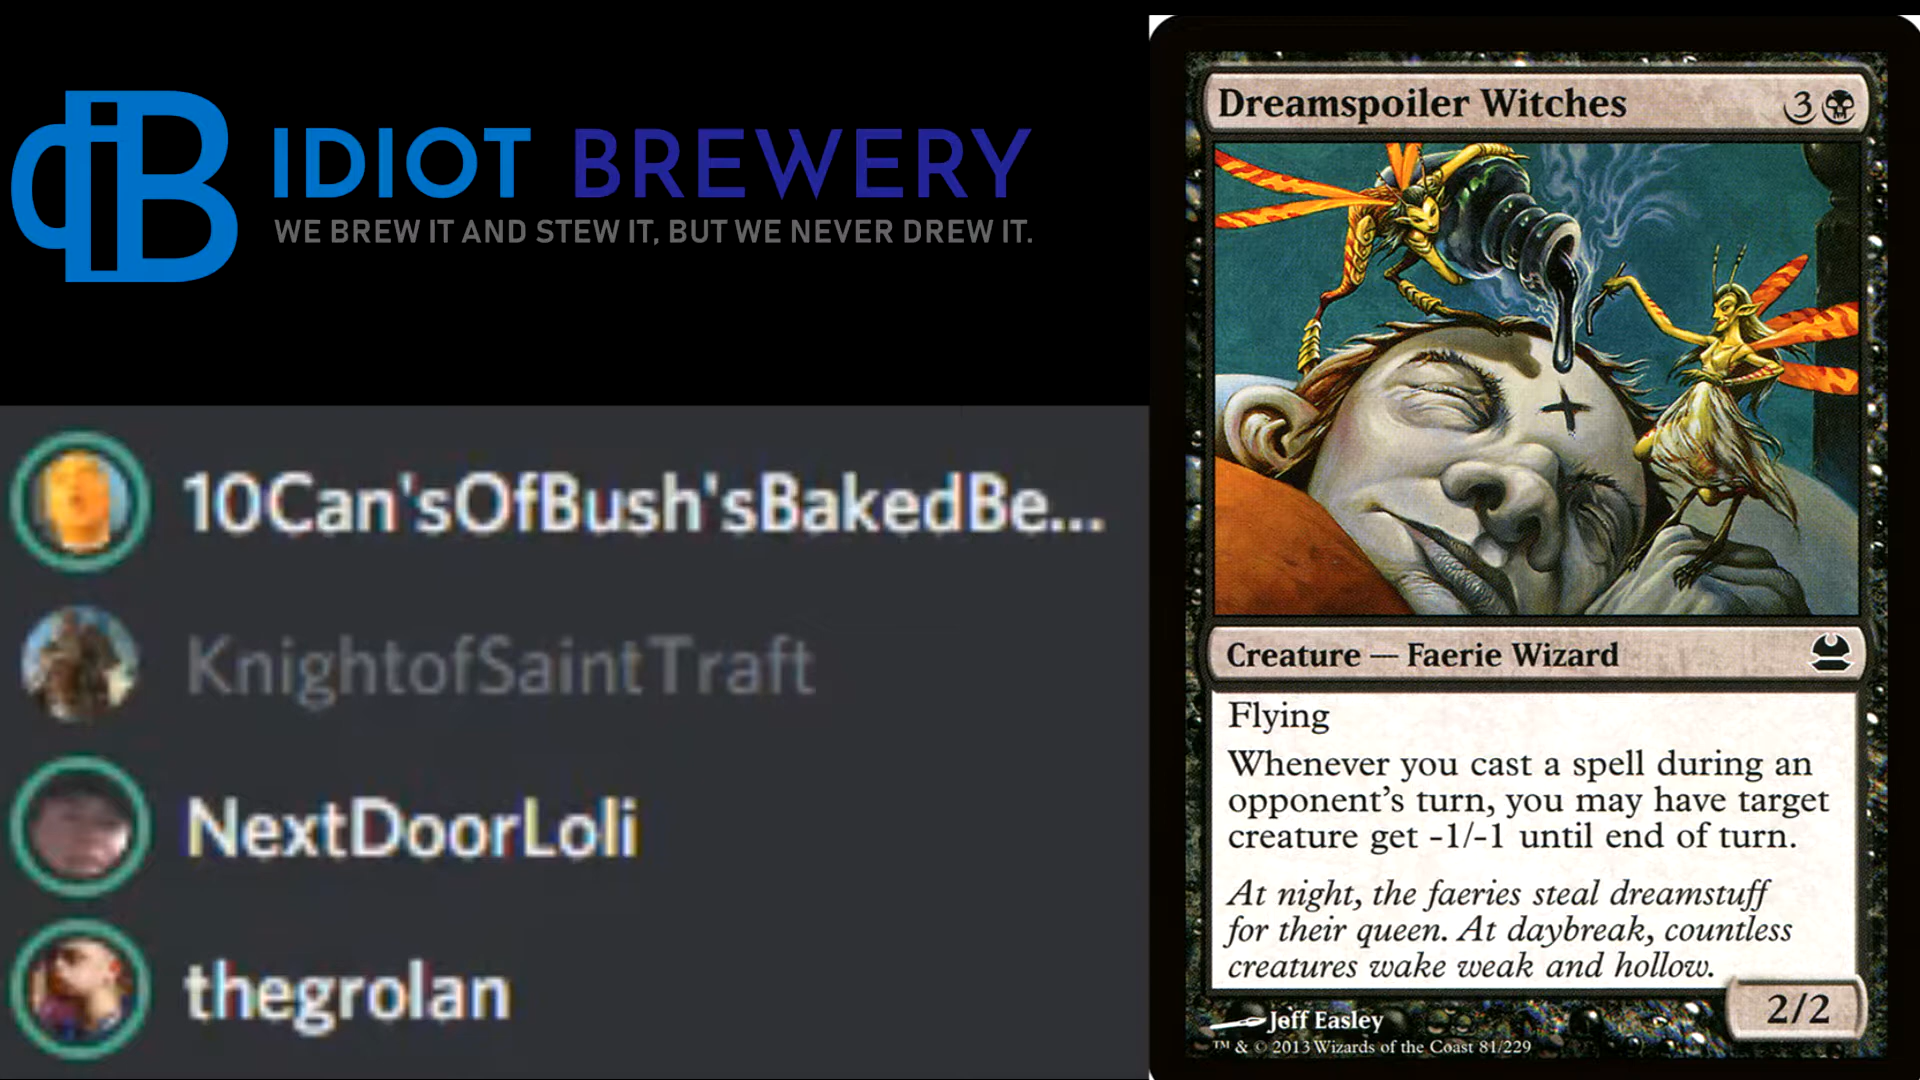 IDIOT BREWERY
WE BREW IT AND STEW IT, BUT WE NEVER DREW IT.
10Can'sOfBush'sBakedBe...
KnightofSaintTraft
NextDoorLoli
thegrolan
Dreamspoiler Witches 3
Creature — Faerie Wizard
Flying
Whenever you cast a spell during an
opponent's turn, you may have target
creature get -1/-1 until end of turn.
At night, the faeries steal dreamstuff
for their queen. At daybreak, countless
creatures wake weak and hollow.
2/2
Jeff Easley
™ & © 2013 Wizards of the Coast 81/229